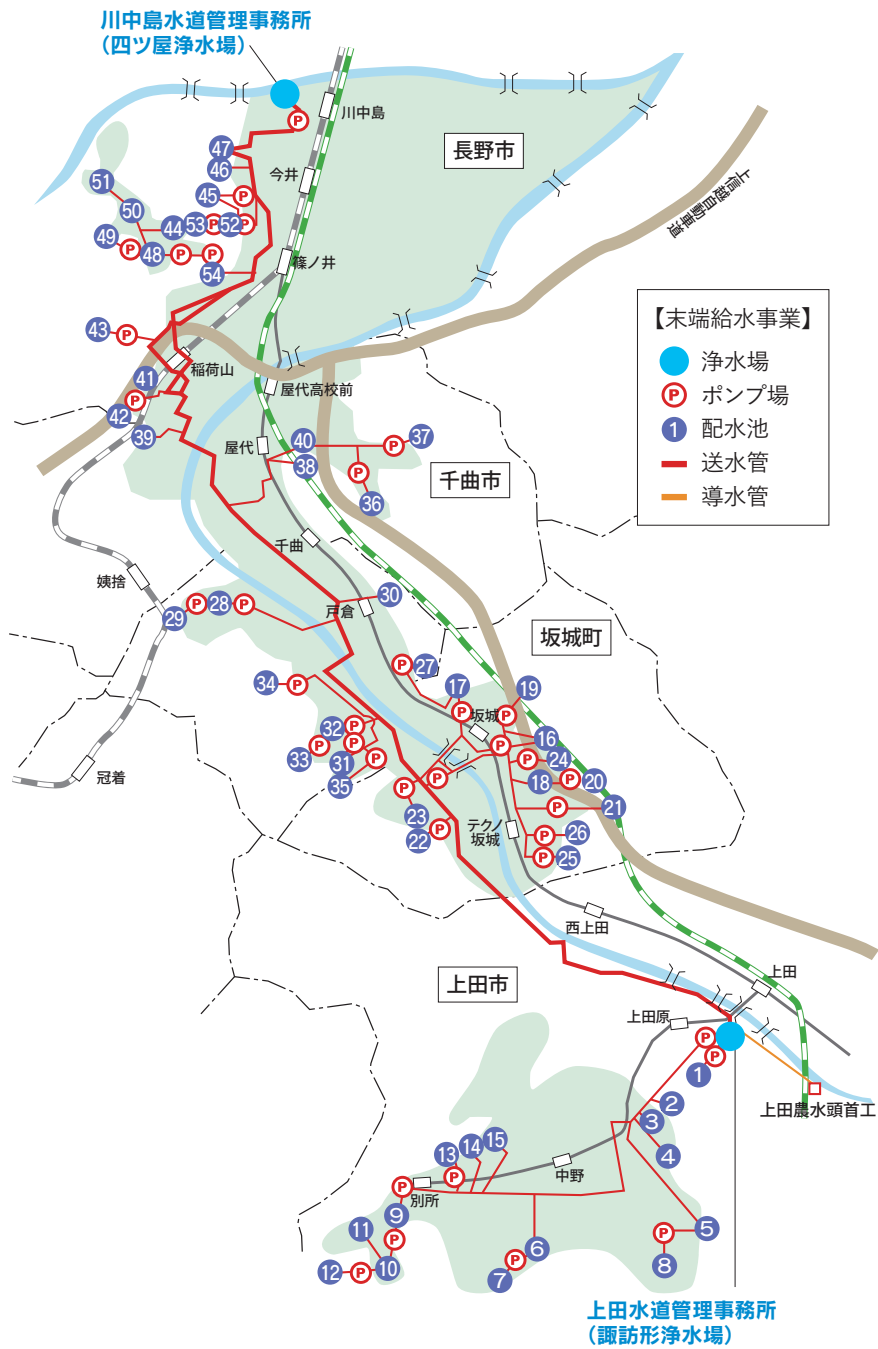 川中島水道管理事務所
（四ツ屋浄水場）
P
川中島
長野市
47
46
今井
上信越自動車道
51
45
P
50
44
53
P
52
P
49
P
48
P
P
54
篠ノ井
【末端給水事業】
浄水場
P
ポンプ場
1
配水池
送水管
導水管
43
P
稲荷山
41
P
42
39
屋代高校前
屋代
40
P
37
38
P
36
千曲市
千曲
姨捨
29
P
28
P
戸倉
30
坂城町
P
27
17
P
19
P
34
P
坂城
32
P
33
P
P
31
P
35
P
16
P
24
18
P
20
冠着
P
P
23
P
22
P
21
テクノ
坂城
P
26
P
25
西上田
上田市
上田
上田原
P
P
1
上田農水頭首工
2
3
4
13
14
15
P
中野
別所
P
9
11
P
12
P
10
6
P
7
5
P
8
上田水道管理事務所
（諏訪形浄水場）